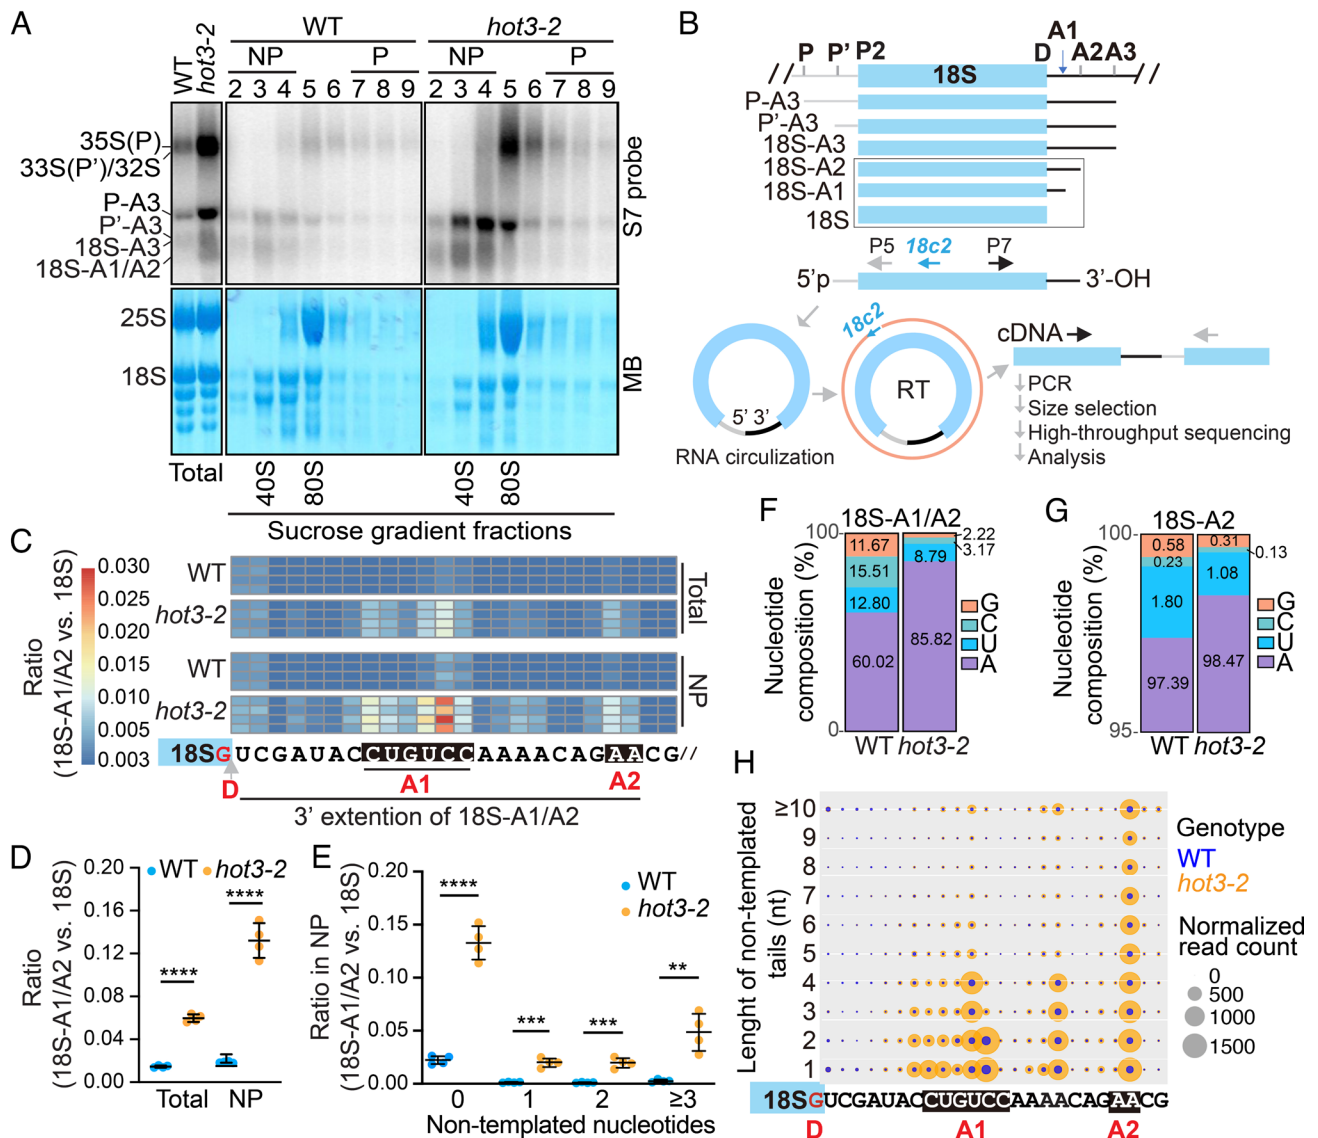 A
WT
hot3-2
WT
NP
P
2 3 4 5 6 7 8 9
hot3-2
NP
P
2 3 4 5 6 7 8 9
35S(P)
33S(P')/32S
P-A3
P'-A3
18S-A3
18S-A1/A2
S7 probe
25S
18S
MB
Total
40S
80S
40S
80S
Sucrose gradient fractions
B
P P' P2
D
A1
A2 A3
18S
P-A3
P'-A3
18S-A3
18S-A2
18S-A1
18S
P5
18c2
P7
5'p
3'-OH
5' 3'
RNA circulization
18c2
RT
cDNA
PCR
Size selection
High-throughput sequencing
Analysis
C
Ratio
(18S-A1/A2 vs. 18S)
0.030
0.025
0.020
0.015
0.010
0.005
0.003
WT
hot3-2
Total
WT
hot3-2
NP
18SGUCGAUACCUGUCCAAAACAGAACG//
D
A1
A2
3' extention of 18S-A1/A2
D
Ratio
(18S-A1/A2 vs. 18S)
0.20
0.16
0.12
0.08
0.04
0.00
WT
hot3-2
****
****
Total
NP
E
Ratio in NP
(18S-A1/A2 vs. 18S)
0.20
0.15
0.10
0.05
0.00
WT
hot3-2
****
***
***
**
0
1
2
≥3
Non-templated nucleotides
F
18S-A1/A2
Nucleotide
composition (%)
100
0
11.67
15.51
12.80
60.02
2.22
3.17
8.79
85.82
G
C
U
A
WT hot3-2
G
18S-A2
Nucleotide
composition (%)
100
95
0.58
0.23
1.80
97.39
0.31
0.13
1.08
98.47
G
C
U
A
WT hot3-2
H
Lenght of non-templated
tails (nt)
≥10
9
8
7
6
5
4
3
2
1
Genotype
WT
hot3-2
Normalized
read count
0
500
1000
1500
18SGUCGAUACCUGUCCAAAAACAGAACG
D
A1
A2